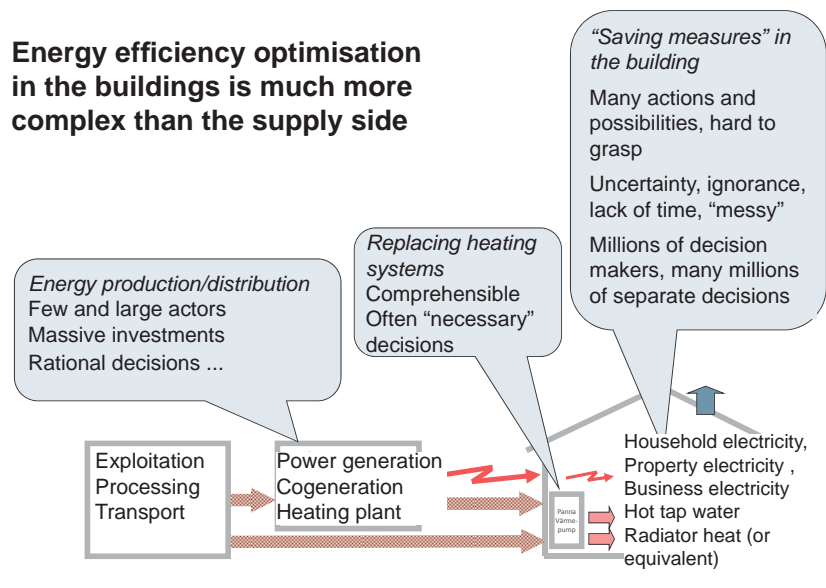 Energy efficiency optimisation
in the buildings is much more
complex than the supply side
“Saving measures” in
the building
Many actions and
possibilities, hard to
grasp
Uncertainty, ignorance,
lack of time, “messy”
Millions of decision
makers, many millions
of separate decisions
Replacing heating
systems
Comprehensible
Often “necessary”
decisions
Energy production/distribution
Few and large actors
Massive investments
Rational decisions ...
Exploitation
Processing
Transport
Power generation
Cogeneration
Heating plant
Panna
Värme-
pump
Household electricity,
Property electricity ,
Business electricity
Hot tap water
Radiator heat (or
equivalent)